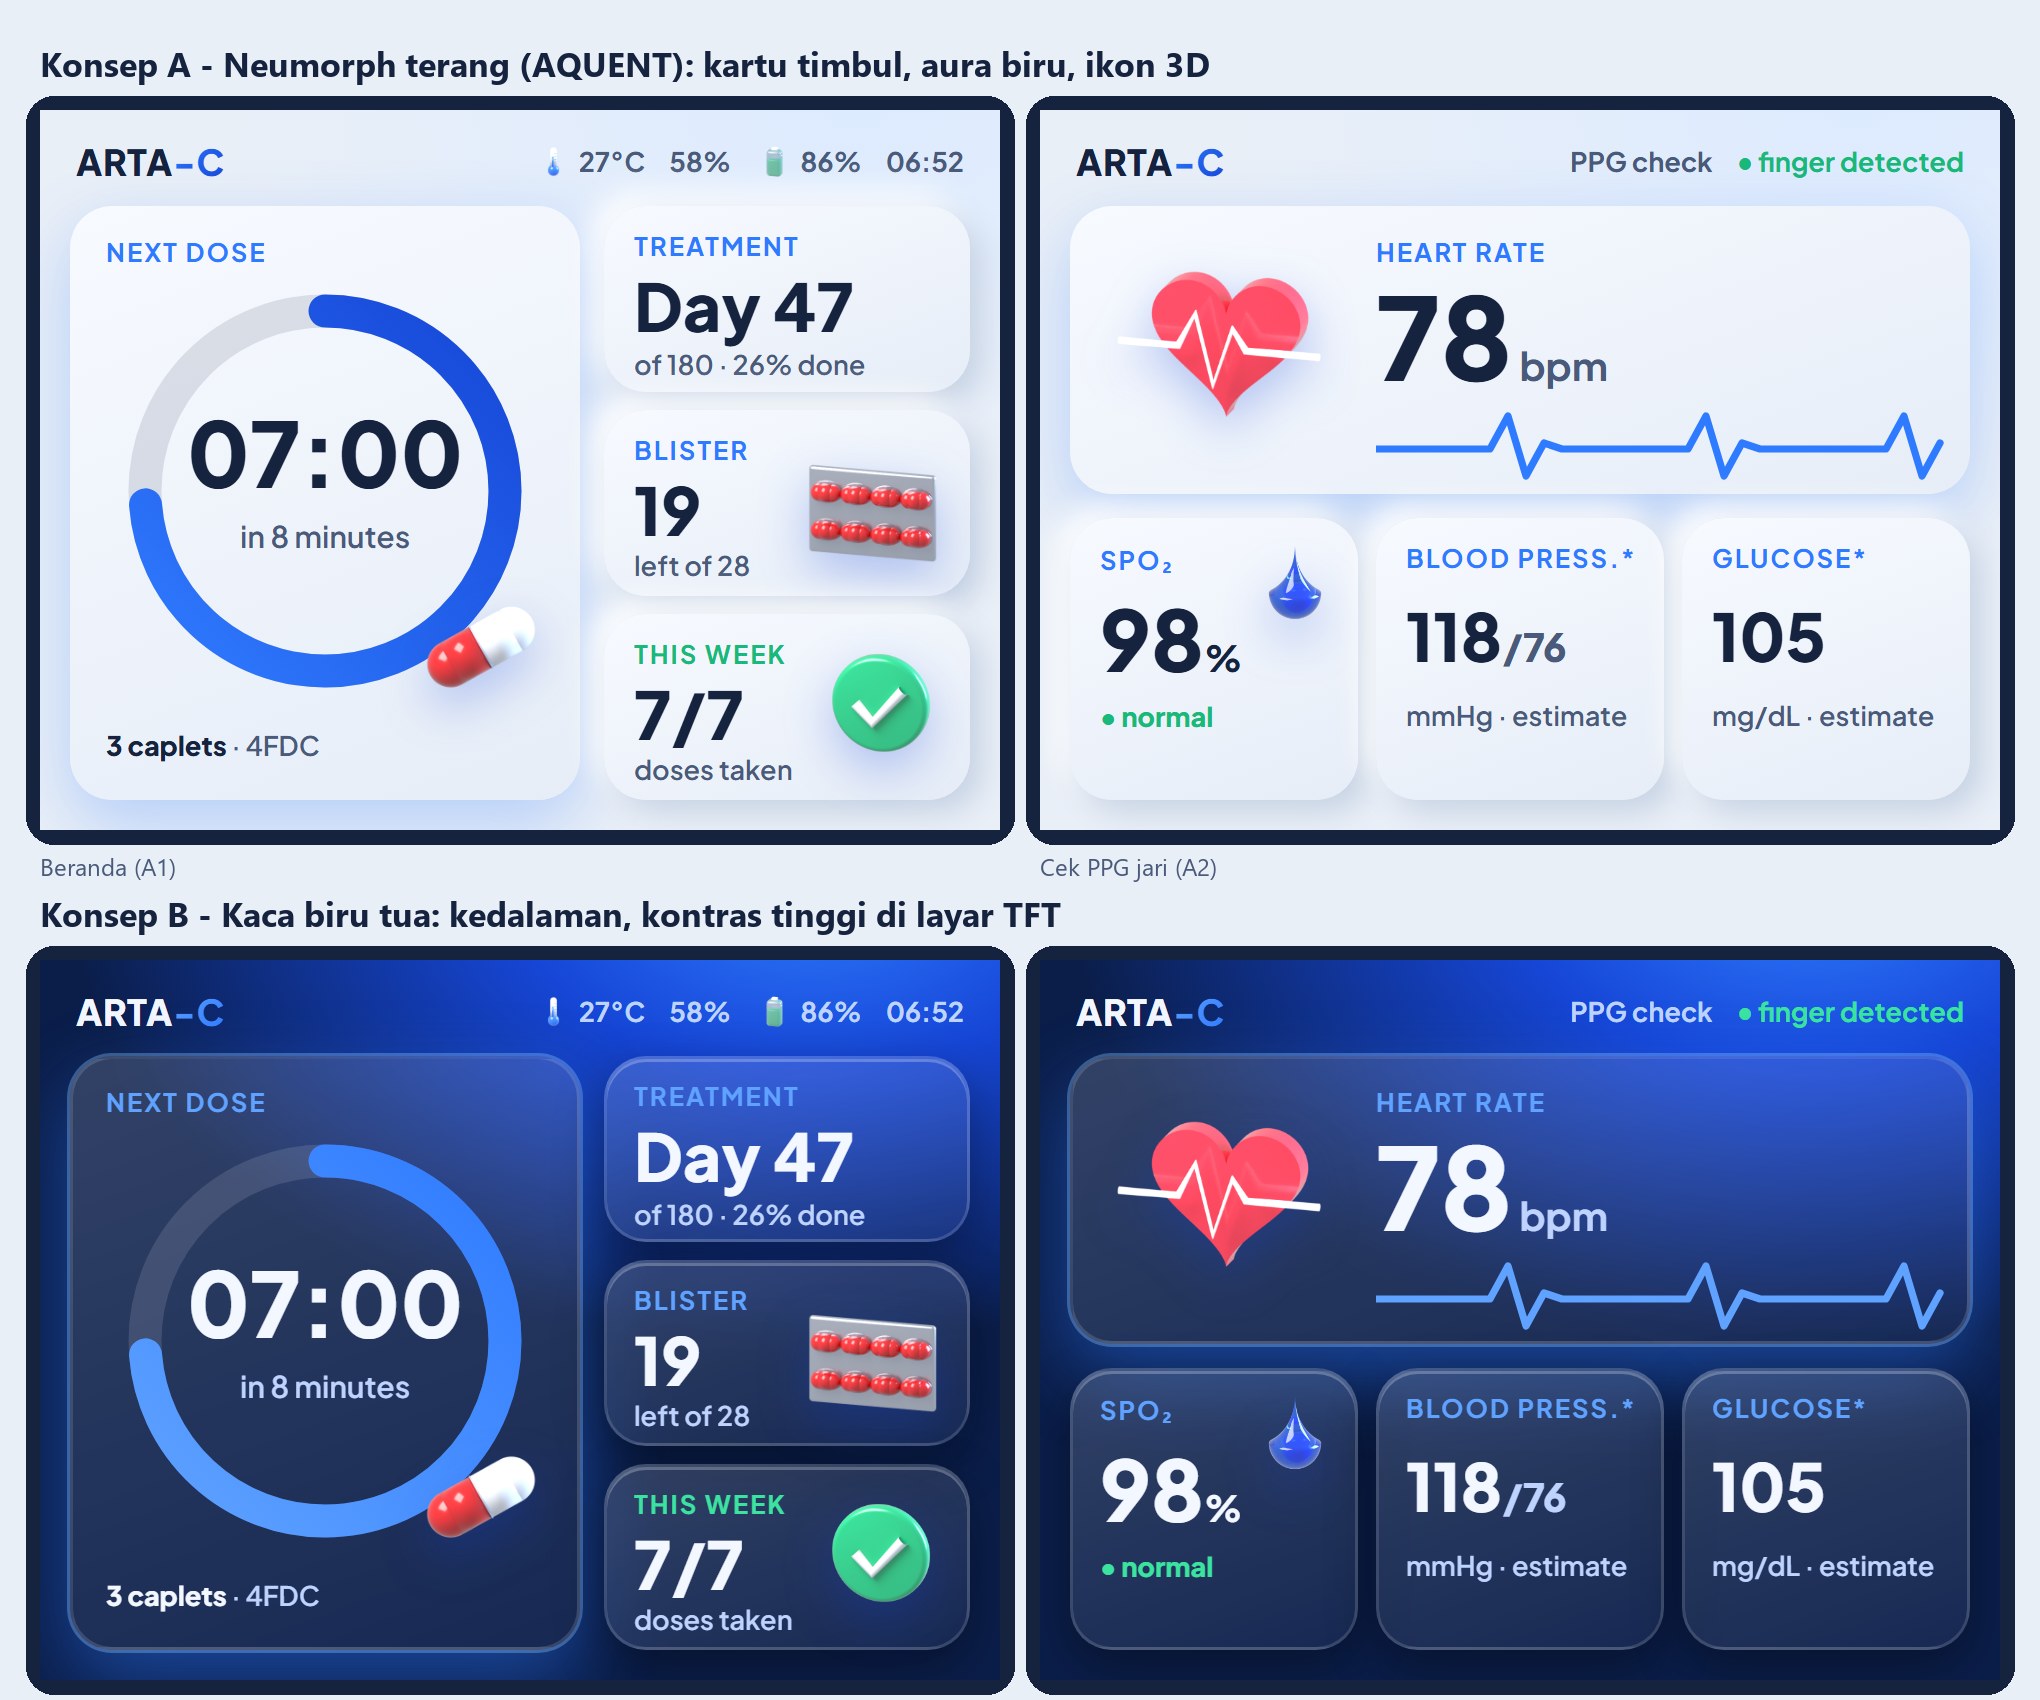 Konsep A - Neumorph terang (AQUENT): kartu timbul, aura biru, ikon 3D
ARTA-C
27°C 58% 86% 06:52
NEXT DOSE
07:00
in 8 minutes
3 caplets · 4FDC
TREATMENT
Day 47
of 180 · 26% done
BLISTER
19
left of 28
THIS WEEK
7/7
doses taken
Beranda (A1)
ARTA-C
PPG check ● finger detected
HEART RATE
78 bpm
SPO₂
98%
● normal
BLOOD PRESS.*
118/76
mmHg · estimate
GLUCOSE*
105
mg/dL · estimate
Cek PPG jari (A2)
Konsep B - Kaca biru tua: kedalaman, kontras tinggi di layar TFT
ARTA-C
27°C 58% 86% 06:52
NEXT DOSE
07:00
in 8 minutes
3 caplets · 4FDC
TREATMENT
Day 47
of 180 · 26% done
BLISTER
19
left of 28
THIS WEEK
7/7
doses taken
ARTA-C
PPG check ● finger detected
HEART RATE
78 bpm
SPO₂
98%
● normal
BLOOD PRESS.*
118/76
mmHg · estimate
GLUCOSE*
105
mg/dL · estimate